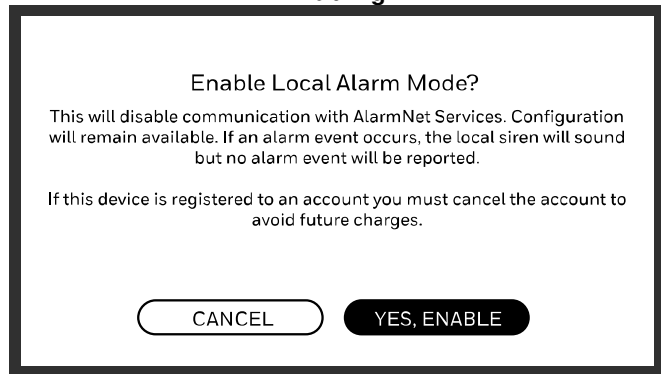 Enable Local Alarm Mode?
This will disable communication with AlarmNet Services. Configuration
will remain available. If an alarm event occurs, the local siren will sound
but no alarm event will be reported.
If this device is registered to an account you must cancel the account to
avoid future charges.
CANCEL
YES, ENABLE